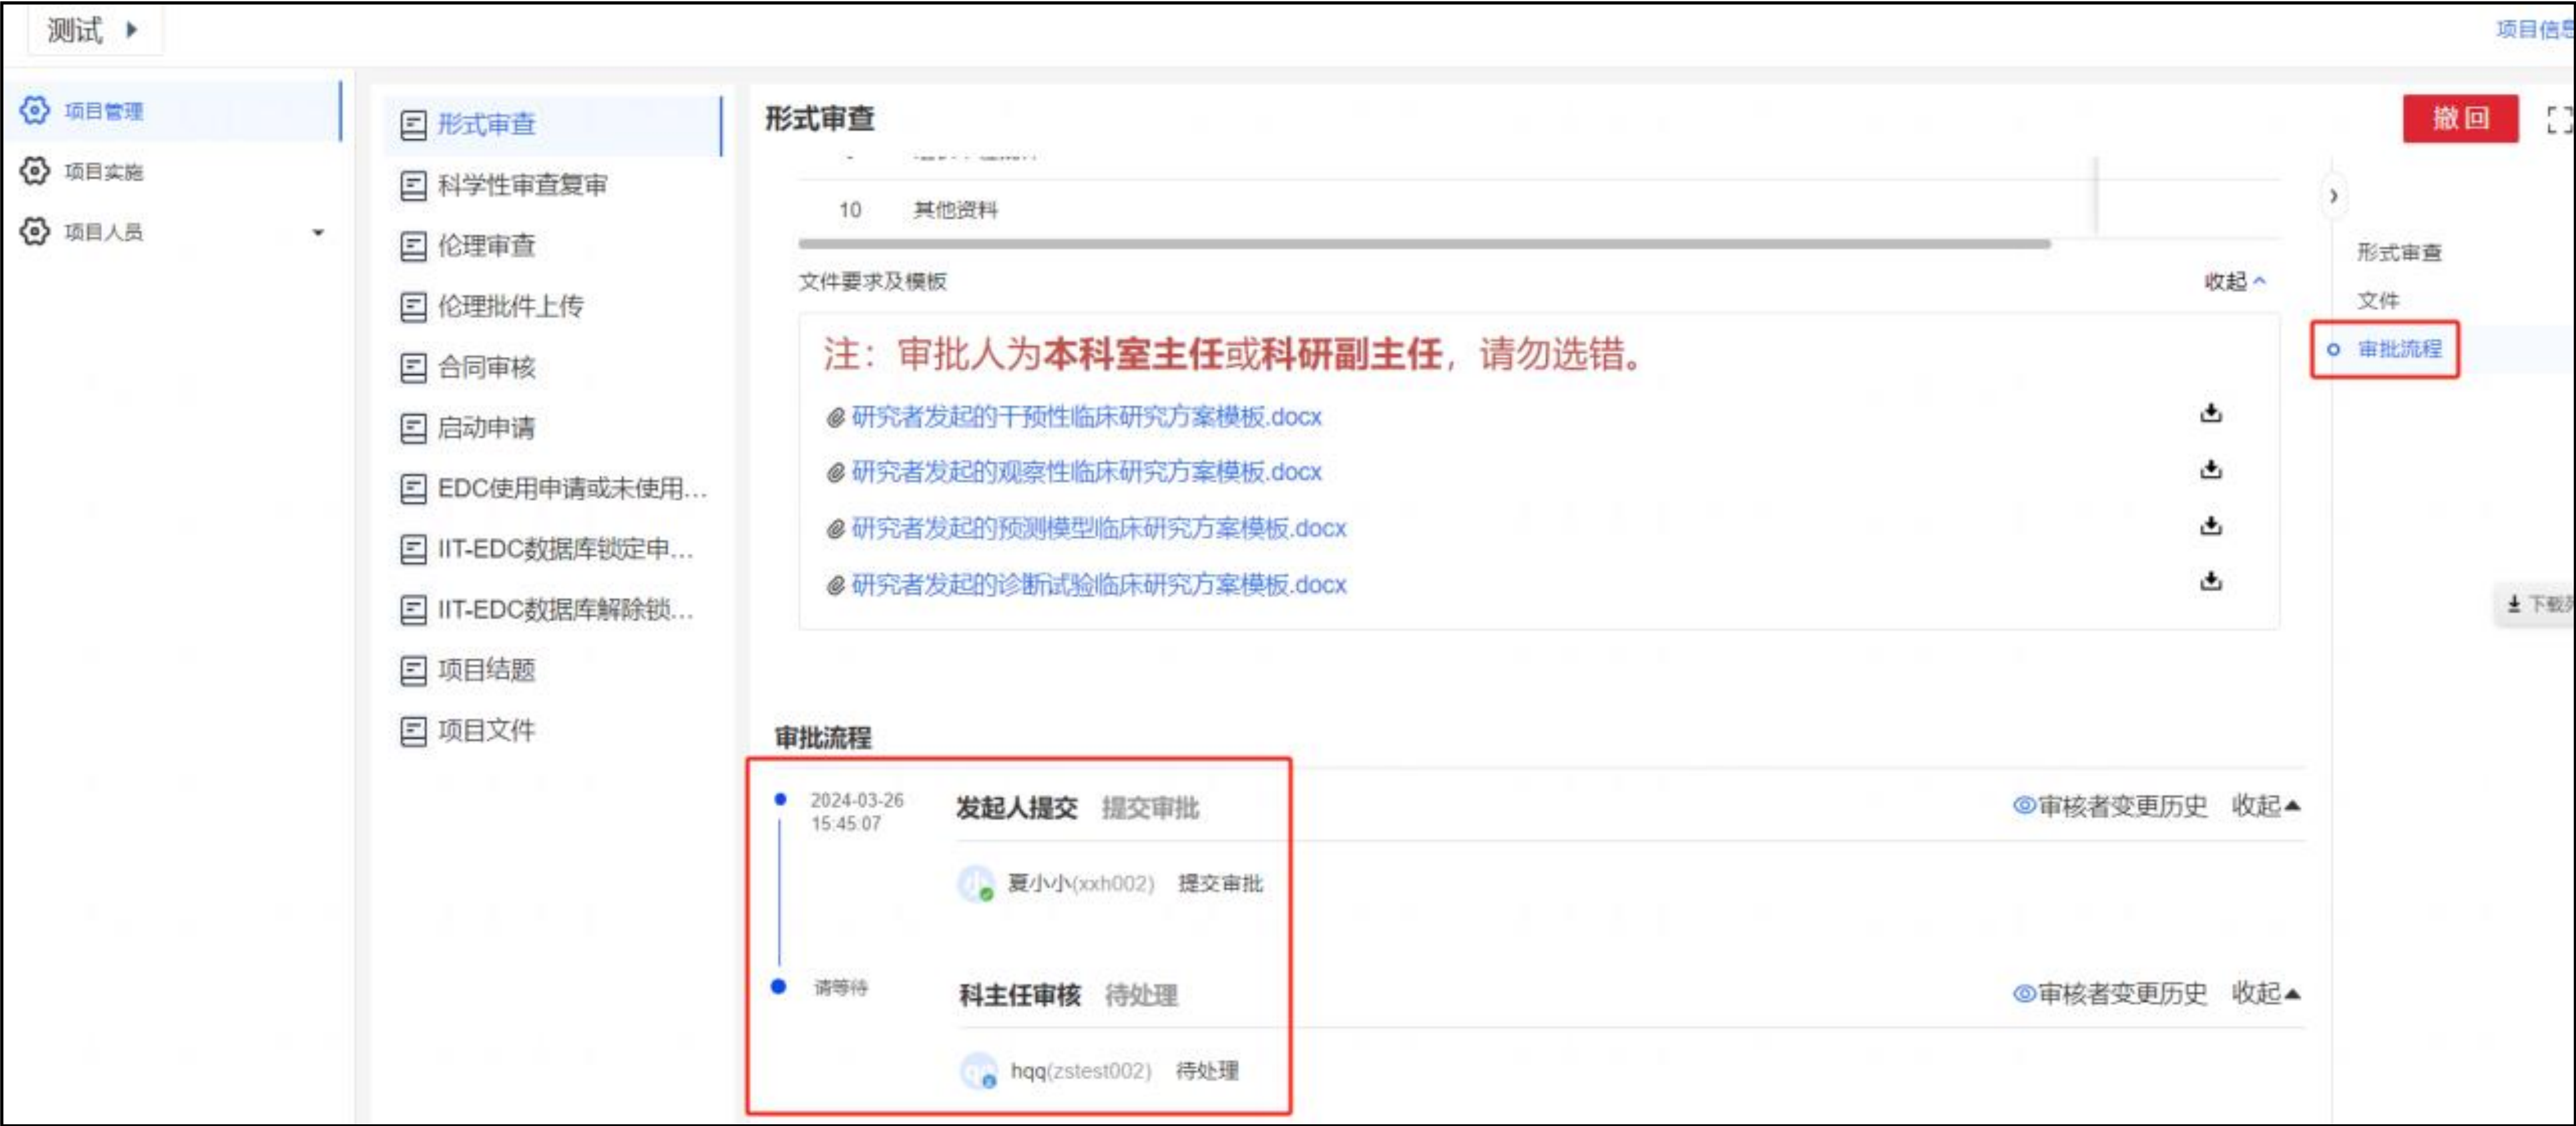 测试
项目信息
项目管理
项目实施
项目人员
形式审查
科学性审查复审
伦理审查
伦理批件上传
合同审核
启动申请
EDC使用申请或未使用...
IIT-EDC数据库锁定申...
IIT-EDC数据库解除锁...
项目结题
项目文件
形式审查
撤回
10 其他资料
文件要求及模板 收起
注：审批人为本科室主任或科研副主任，请勿选错。
研究者发起的干预性临床研究方案模板.docx
研究者发起的观察性临床研究方案模板.docx
研究者发起的预测模型临床研究方案模板.docx
研究者发起的诊断试验临床研究方案模板.docx
审批流程
2024-03-26
15:45:07
发起人提交 提交审批 审核者变更历史 收起
夏小小(xxh002) 提交审批
请等待 科主任审核 待处理 审核者变更历史 收起
hqq(zstest002) 待处理
形式审查
文件
审批流程
下载